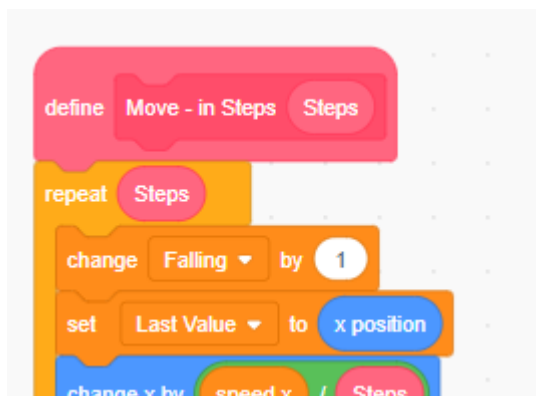 define Move - in Steps Steps
repeat Steps
change Falling by 1
set Last Value to x position
change x by speed x / Steps